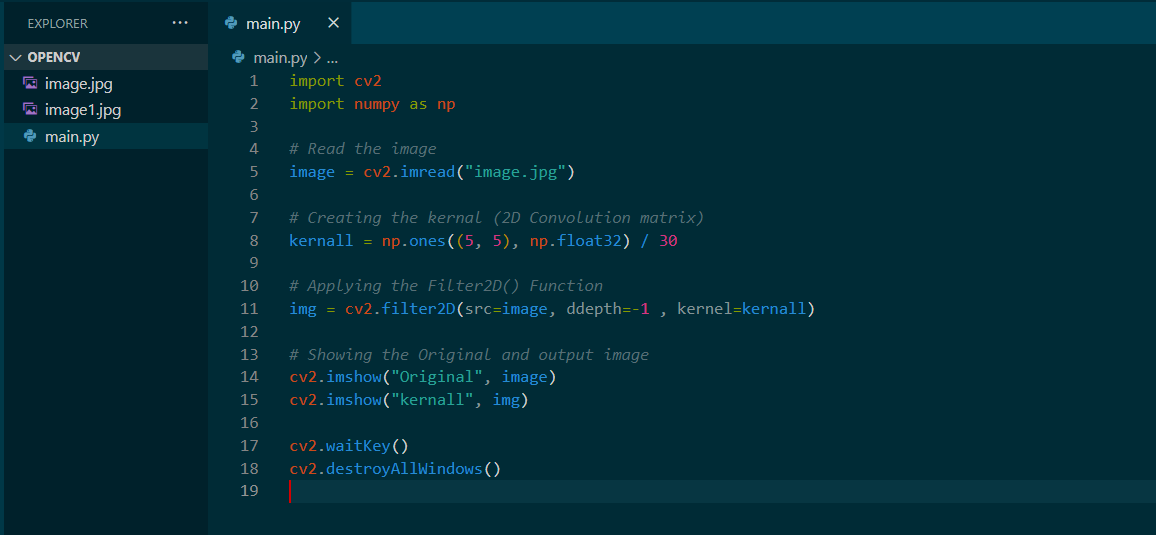 EXPLORER ...
OPENCV
image.jpg
image1.jpg
main.py
main.py ×
main.py > ...
1 import cv2
2 import numpy as np
3
4 # Read the image
5 image = cv2.imread("image.jpg")
6
7 # Creating the kernal (2D Convolution matrix)
8 kernall = np.ones((5, 5), np.float32) / 30
9
10 # Applying the Filter2D() Function
11 img = cv2.filter2D(src=image, ddepth=-1 , kernel=kernall)
12
13 # Showing the Original and output image
14 cv2.imshow("Original", image)
15 cv2.imshow("kernall", img)
16
17 cv2.waitKey()
18 cv2.destroyAllWindows()
19